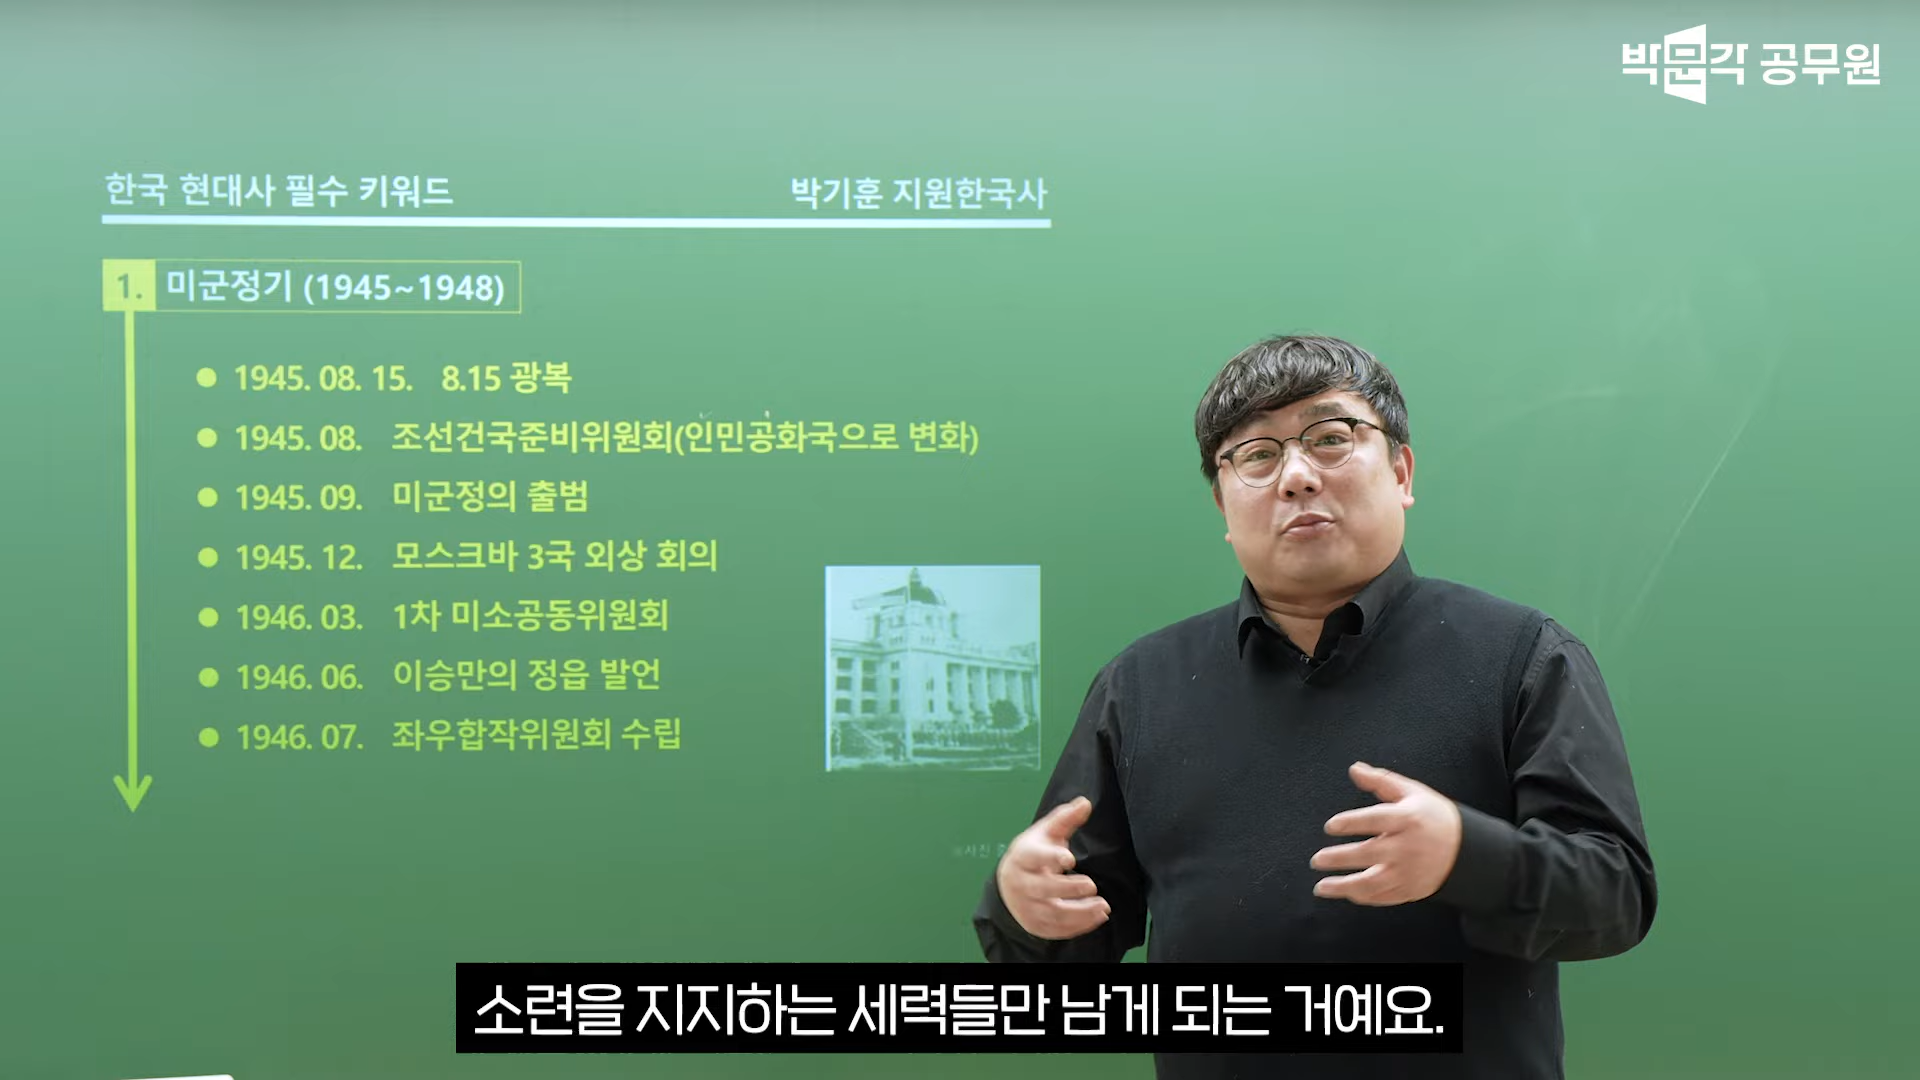 박문각 공무원
한국 현대사 필수 키워드 박기훈 지원한국사
1. 미군정기 (1945~1948)
1945. 08. 15. 8.15 광복
1945. 08. 조선건국준비위원회(인민공화국으로 변화)
1945. 09. 미군정의 출범
1945. 12. 모스크바 3국 외상 회의
1946. 03. 1차 미소공동위원회
1946. 06. 이승만의 정읍 발언
1946. 07. 좌우합작위원회 수립
※사진
소련을 지지하는 세력들만 남게 되는 거예요.